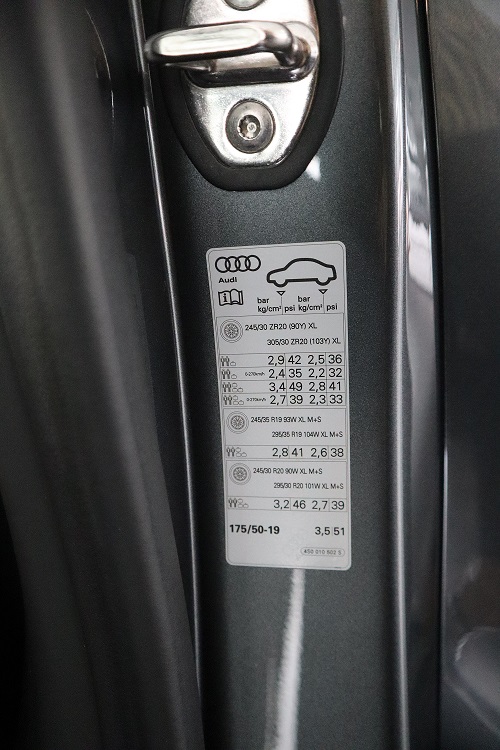 Audi
bar psi bar psi
kg/cm² kg/cm²
245/30 ZR20 (90Y) XL
305/30 ZR20 (103Y) XL
2,9 42 2,5 36
0-270km/h 2,4 35 2,2 32
3,4 49 2,8 41
0-270km/h 2,7 39 2,3 33
245/35 R19 93W XL M+S
295/35 R19 104W XL M+S
2,8 41 2,6 38
245/30 R20 90W XL M+S
295/30 R20 101W XL M+S
3,2 46 2,7 39
175/50-19 3,5 51